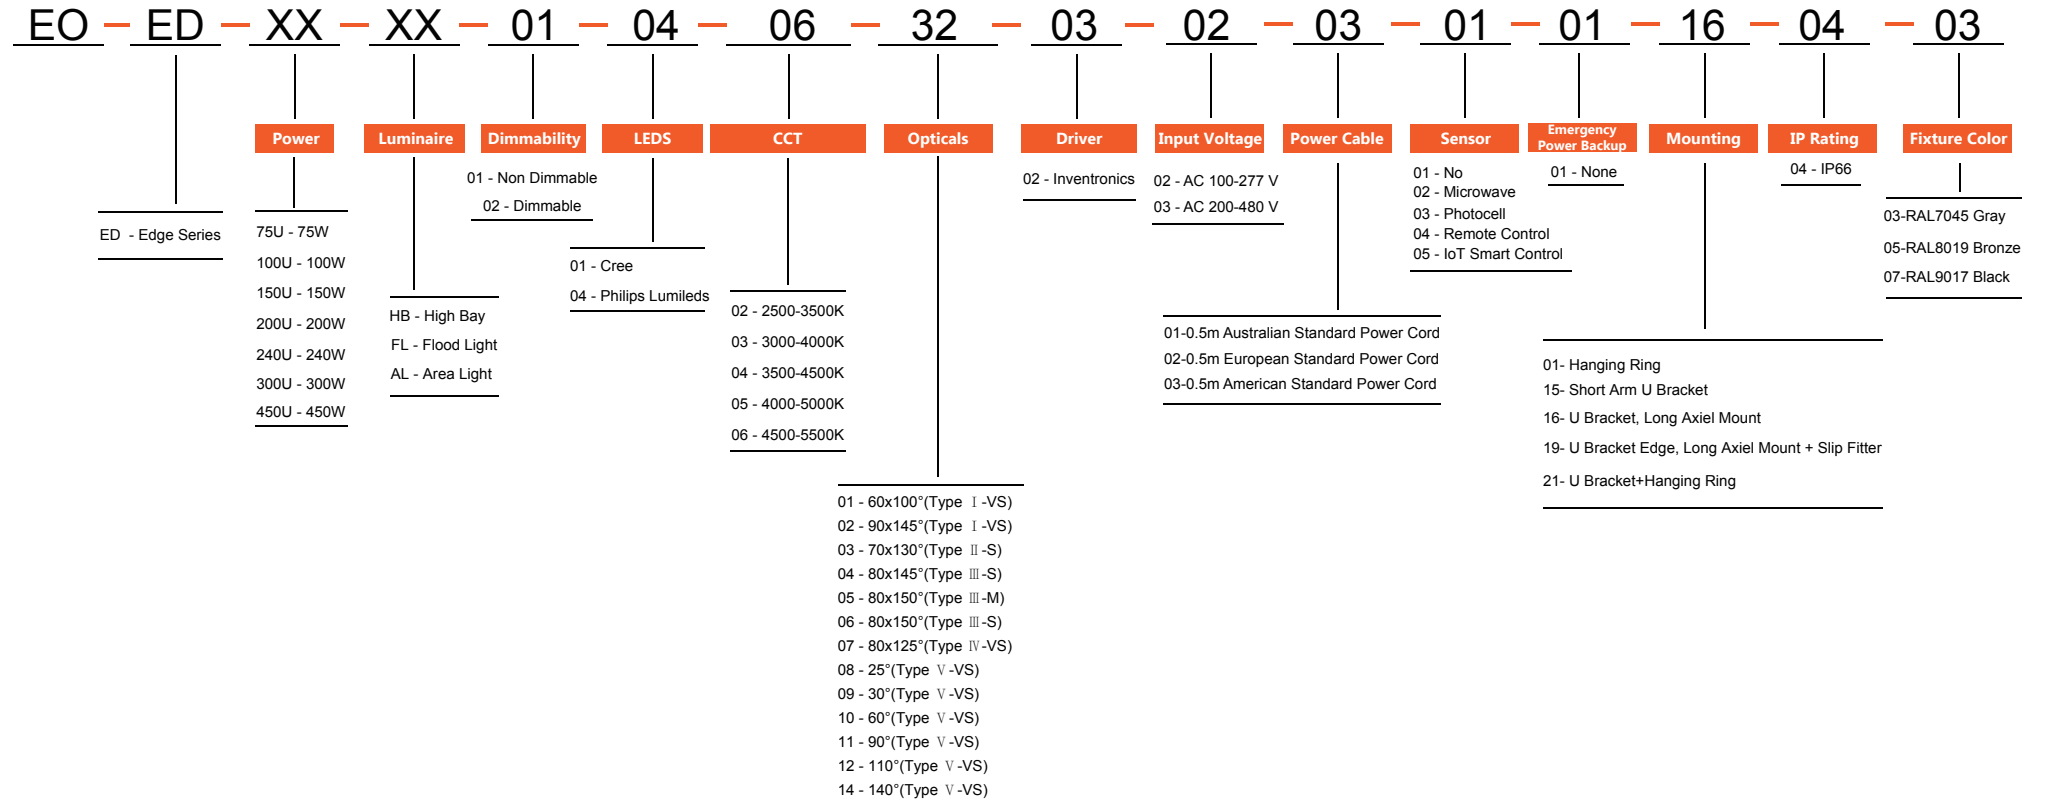 EO — ED — XX — XX — 01 — 04 — 06 — 32 — 03 — 02 — 03 — 01 — 01 — 16 — 04 — 03
Power
Luminaire
Dimmability
LEDS
CCT
Opticals
Driver
Input Voltage
Power Cable
Sensor
Emergency
Power Backup
Mounting
IP Rating
Fixture Color
ED - Edge Series
75U - 75W
100U - 100W
150U - 150W
200U - 200W
240U - 240W
300U - 300W
450U - 450W
HB - High Bay
FL - Flood Light
AL - Area Light
01 - Non Dimmable
02 - Dimmable
01 - Cree
04 - Philips Lumileds
02 - 2500-3500K
03 - 3000-4000K
04 - 3500-4500K
05 - 4000-5000K
06 - 4500-5500K
01 - 60x100°(Type Ⅰ-VS)
02 - 90x145°(Type Ⅰ-VS)
03 - 70x130°(Type Ⅱ-S)
04 - 80x145°(Type Ⅲ-S)
05 - 80x150°(Type Ⅲ-M)
06 - 80x150°(Type Ⅲ-S)
07 - 80x125°(Type Ⅳ-VS)
08 - 25°(Type Ⅴ-VS)
09 - 30°(Type Ⅴ-VS)
10 - 60°(Type Ⅴ-VS)
11 - 90°(Type Ⅴ-VS)
12 - 110°(Type Ⅴ-VS)
14 - 140°(Type Ⅴ-VS)
02 - Inventronics
02 - AC 100-277 V
03 - AC 200-480 V
01-0.5m Australian Standard Power Cord
02-0.5m European Standard Power Cord
03-0.5m American Standard Power Cord
01 - No
02 - Microwave
03 - Photocell
04 - Remote Control
05 - IoT Smart Control
01 - None
01- Hanging Ring
15- Short Arm U Bracket
16- U Bracket, Long Axiel Mount
19- U Bracket Edge, Long Axiel Mount + Slip Fitter
21- U Bracket+Hanging Ring
04 - IP66
03-RAL7045 Gray
05-RAL8019 Bronze
07-RAL9017 Black